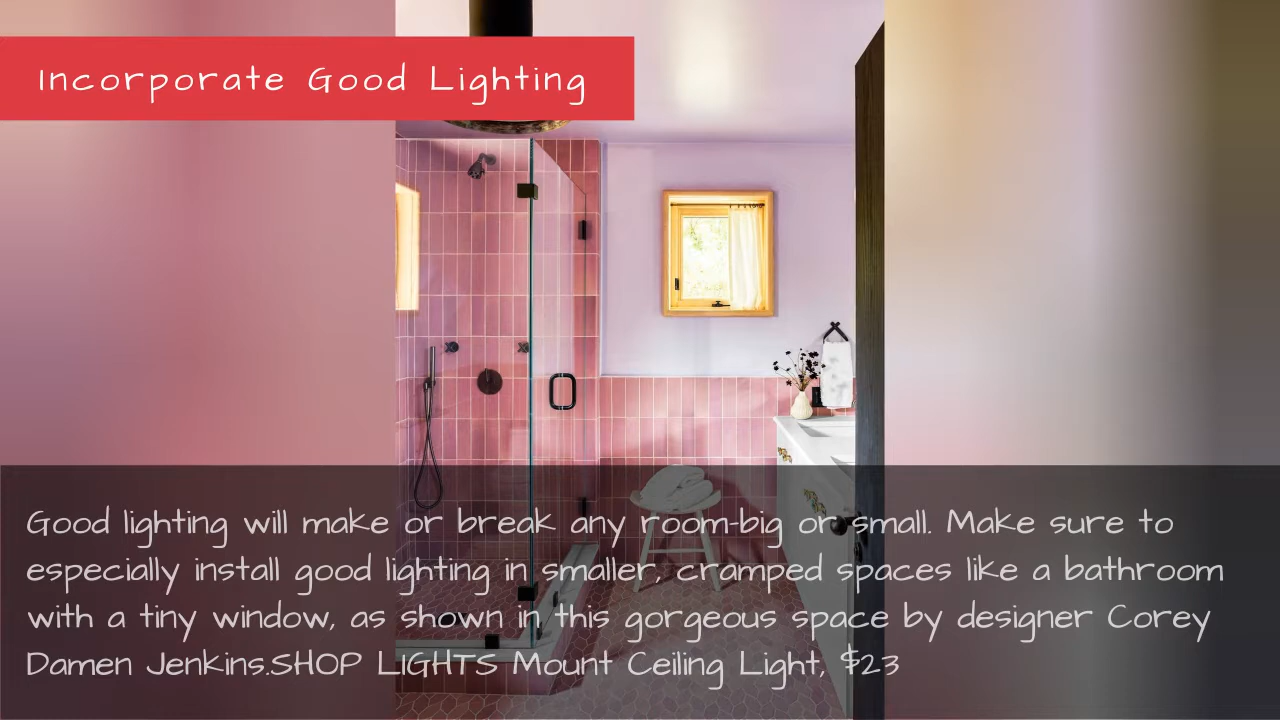 Incorporate Good Lighting
Good lighting will make or break any room-big or small. Make sure to
especially install good lighting in smaller, cramped spaces like a bathroom
with a tiny window, as shown in this gorgeous space by designer Corey
Damen Jenkins.SHOP LIGHTS Mount Ceiling Light, $23